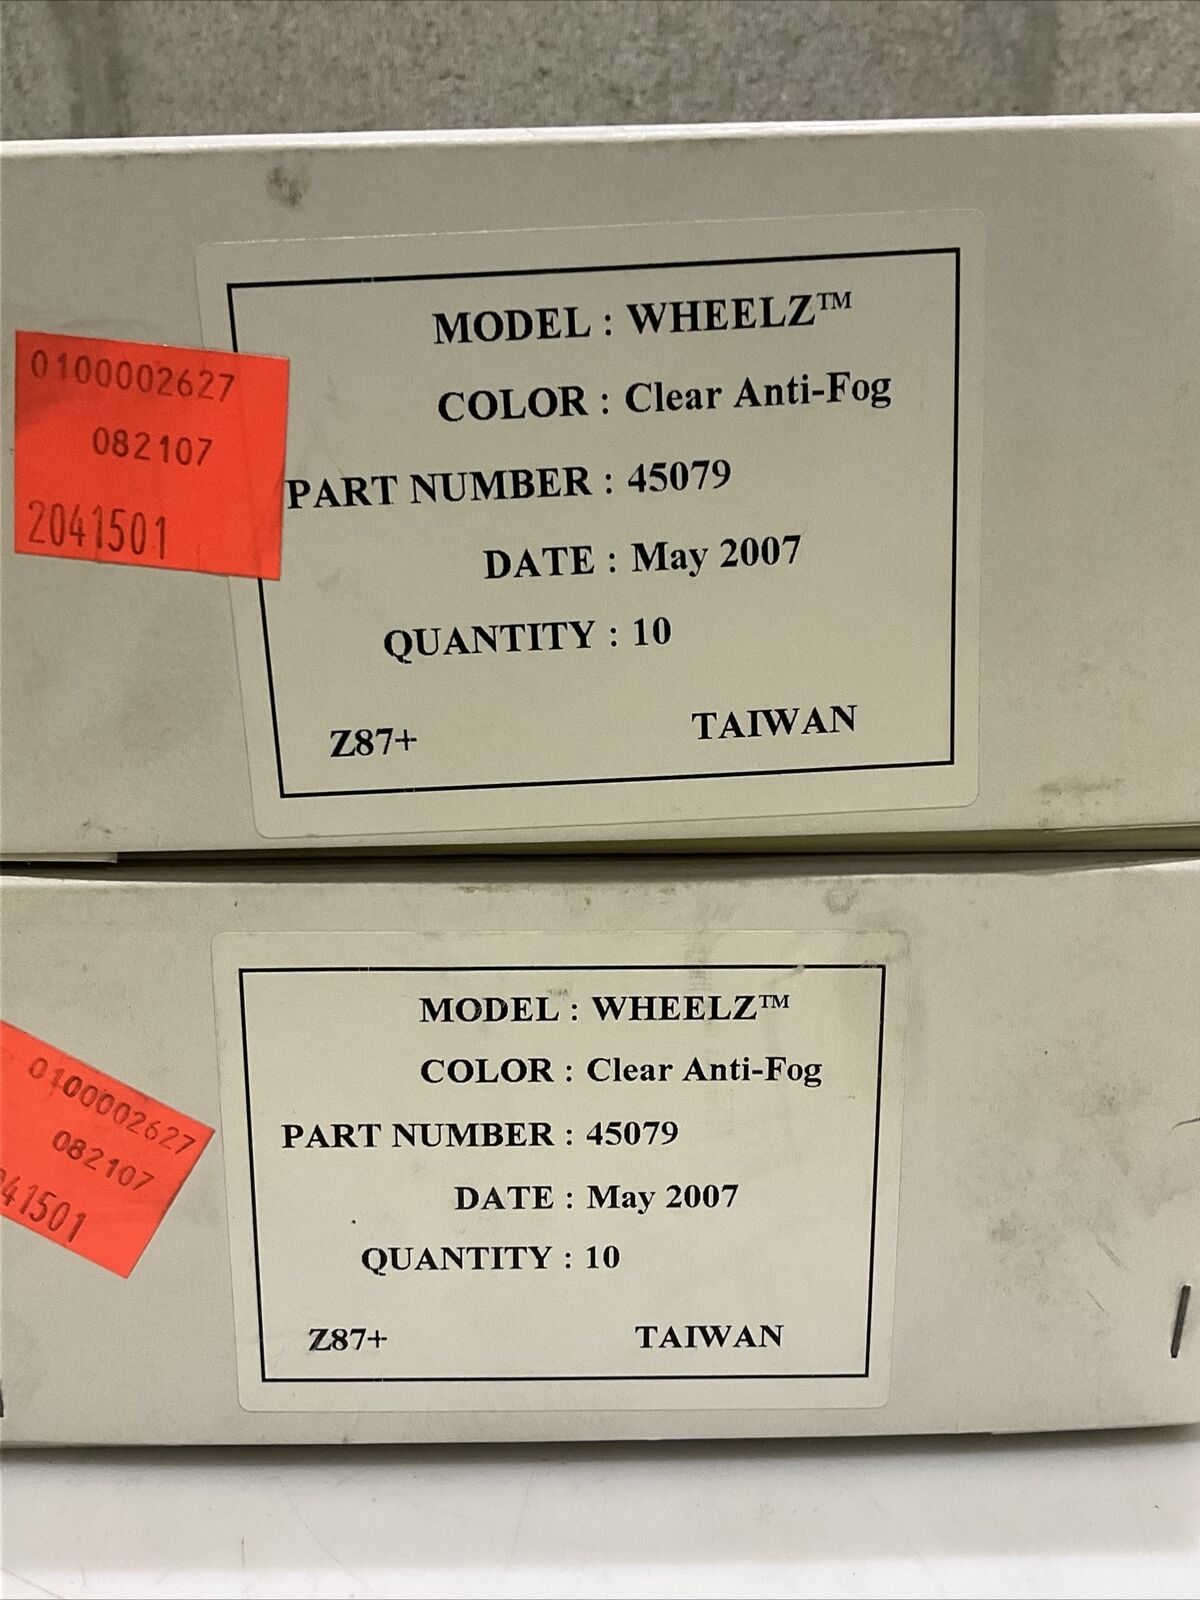 MODEL : WHEELZ™
COLOR : Clear Anti-Fog
PART NUMBER : 45079
DATE : May 2007
QUANTITY : 10
Z87+ TAIWAN
0100002627
082107
2041501
MODEL : WHEELZ™
COLOR : Clear Anti-Fog
PART NUMBER : 45079
DATE : May 2007
QUANTITY : 10
Z87+ TAIWAN
0100002627
082107
41501